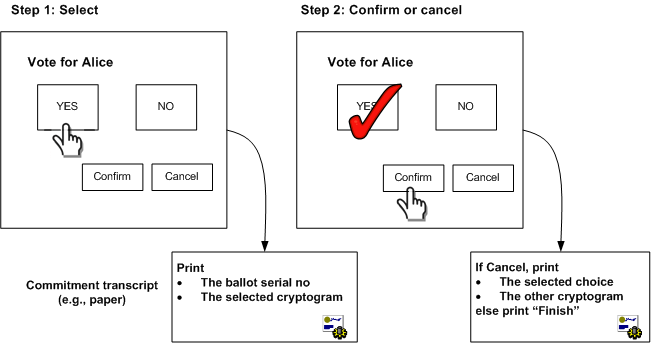 Step 1: Select
Step 2: Confirm or cancel
Vote for Alice
YES
NO
Confirm
Cancel
Vote for Alice
YES
NO
Confirm
Cancel
Commitment transcript
(e.g., paper)
Print
• The ballot serial no
• The selected cryptogram
If Cancel, print
• The selected choice
• The other cryptogram
else print “Finish”